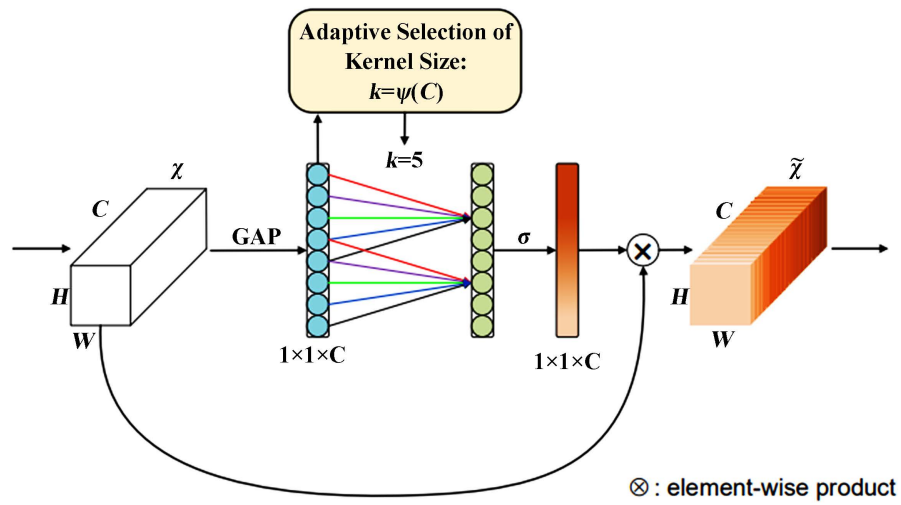 Adaptive Selection of
Kernel Size:
k=ψ(C)
k=5
χ
C
H
W
GAP
1×1×C
σ
1×1×C
⊗
χ̃
C
H
W
⊗ : element-wise product